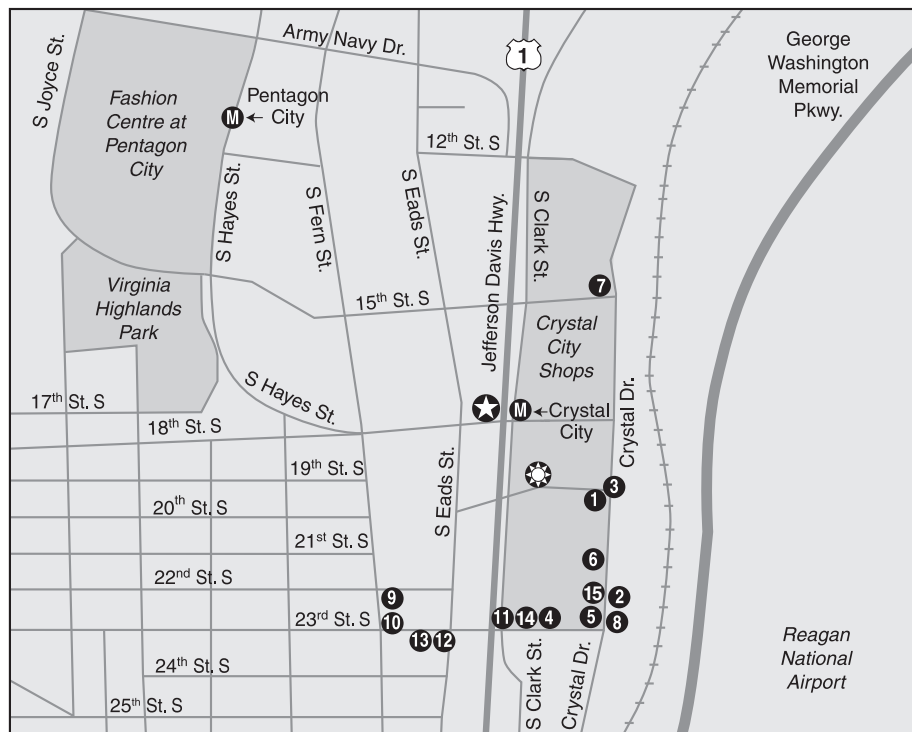 S Joyce St.
Army Navy Dr.
1
George
Washington
Memorial
Pkwy.
Fashion
Centre at
Pentagon
City
M
Pentagon
City
12th St. S
S Hayes St.
S Fern St.
S Eads St.
Jefferson Davis Hwy.
S Clark St.
7
Virginia
Highlands
Park
15th St. S
Crystal
City
Shops
S Hayes St.
17th St. S
18th St. S
M
Crystal
City
Crystal Dr.
19th St. S
S Eads St.
3
1
20th St. S
21st St. S
6
22nd St. S
9
15
2
23rd St. S
10
11
14
4
5
8
13
12
24th St. S
S Clark St.
Crystal Dr.
Reagan
National
Airport
25th St. S